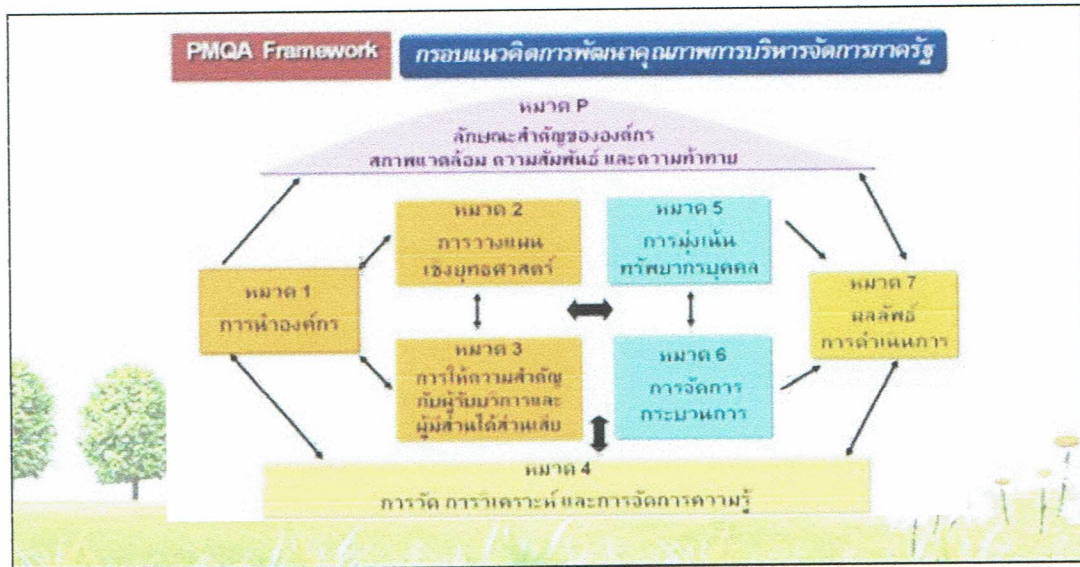 PMQA Framework
กรอบแนวคิดการพัฒนาคุณภาพการบริหารจัดการภาครัฐ
หมวด P
ลักษณะสำคัญขององค์กร
สภาพแวดล้อม ความสัมพันธ์ และความท้าทาย
หมวด 2
การวางแผน
เชิงยุทธศาสตร์
หมวด 5
การมุ่งเน้น
ทรัพยากรบุคคล
หมวด 1
การนำองค์กร
หมวด 7
ผลลัพธ์
การดำเนินการ
หมวด 3
การให้ความสำคัญ
กับผู้รับบริการและ
ผู้มีส่วนได้ส่วนเสีย
หมวด 6
การจัดการ
กระบวนการ
หมวด 4
การวัด การวิเคราะห์ และการจัดการความรู้